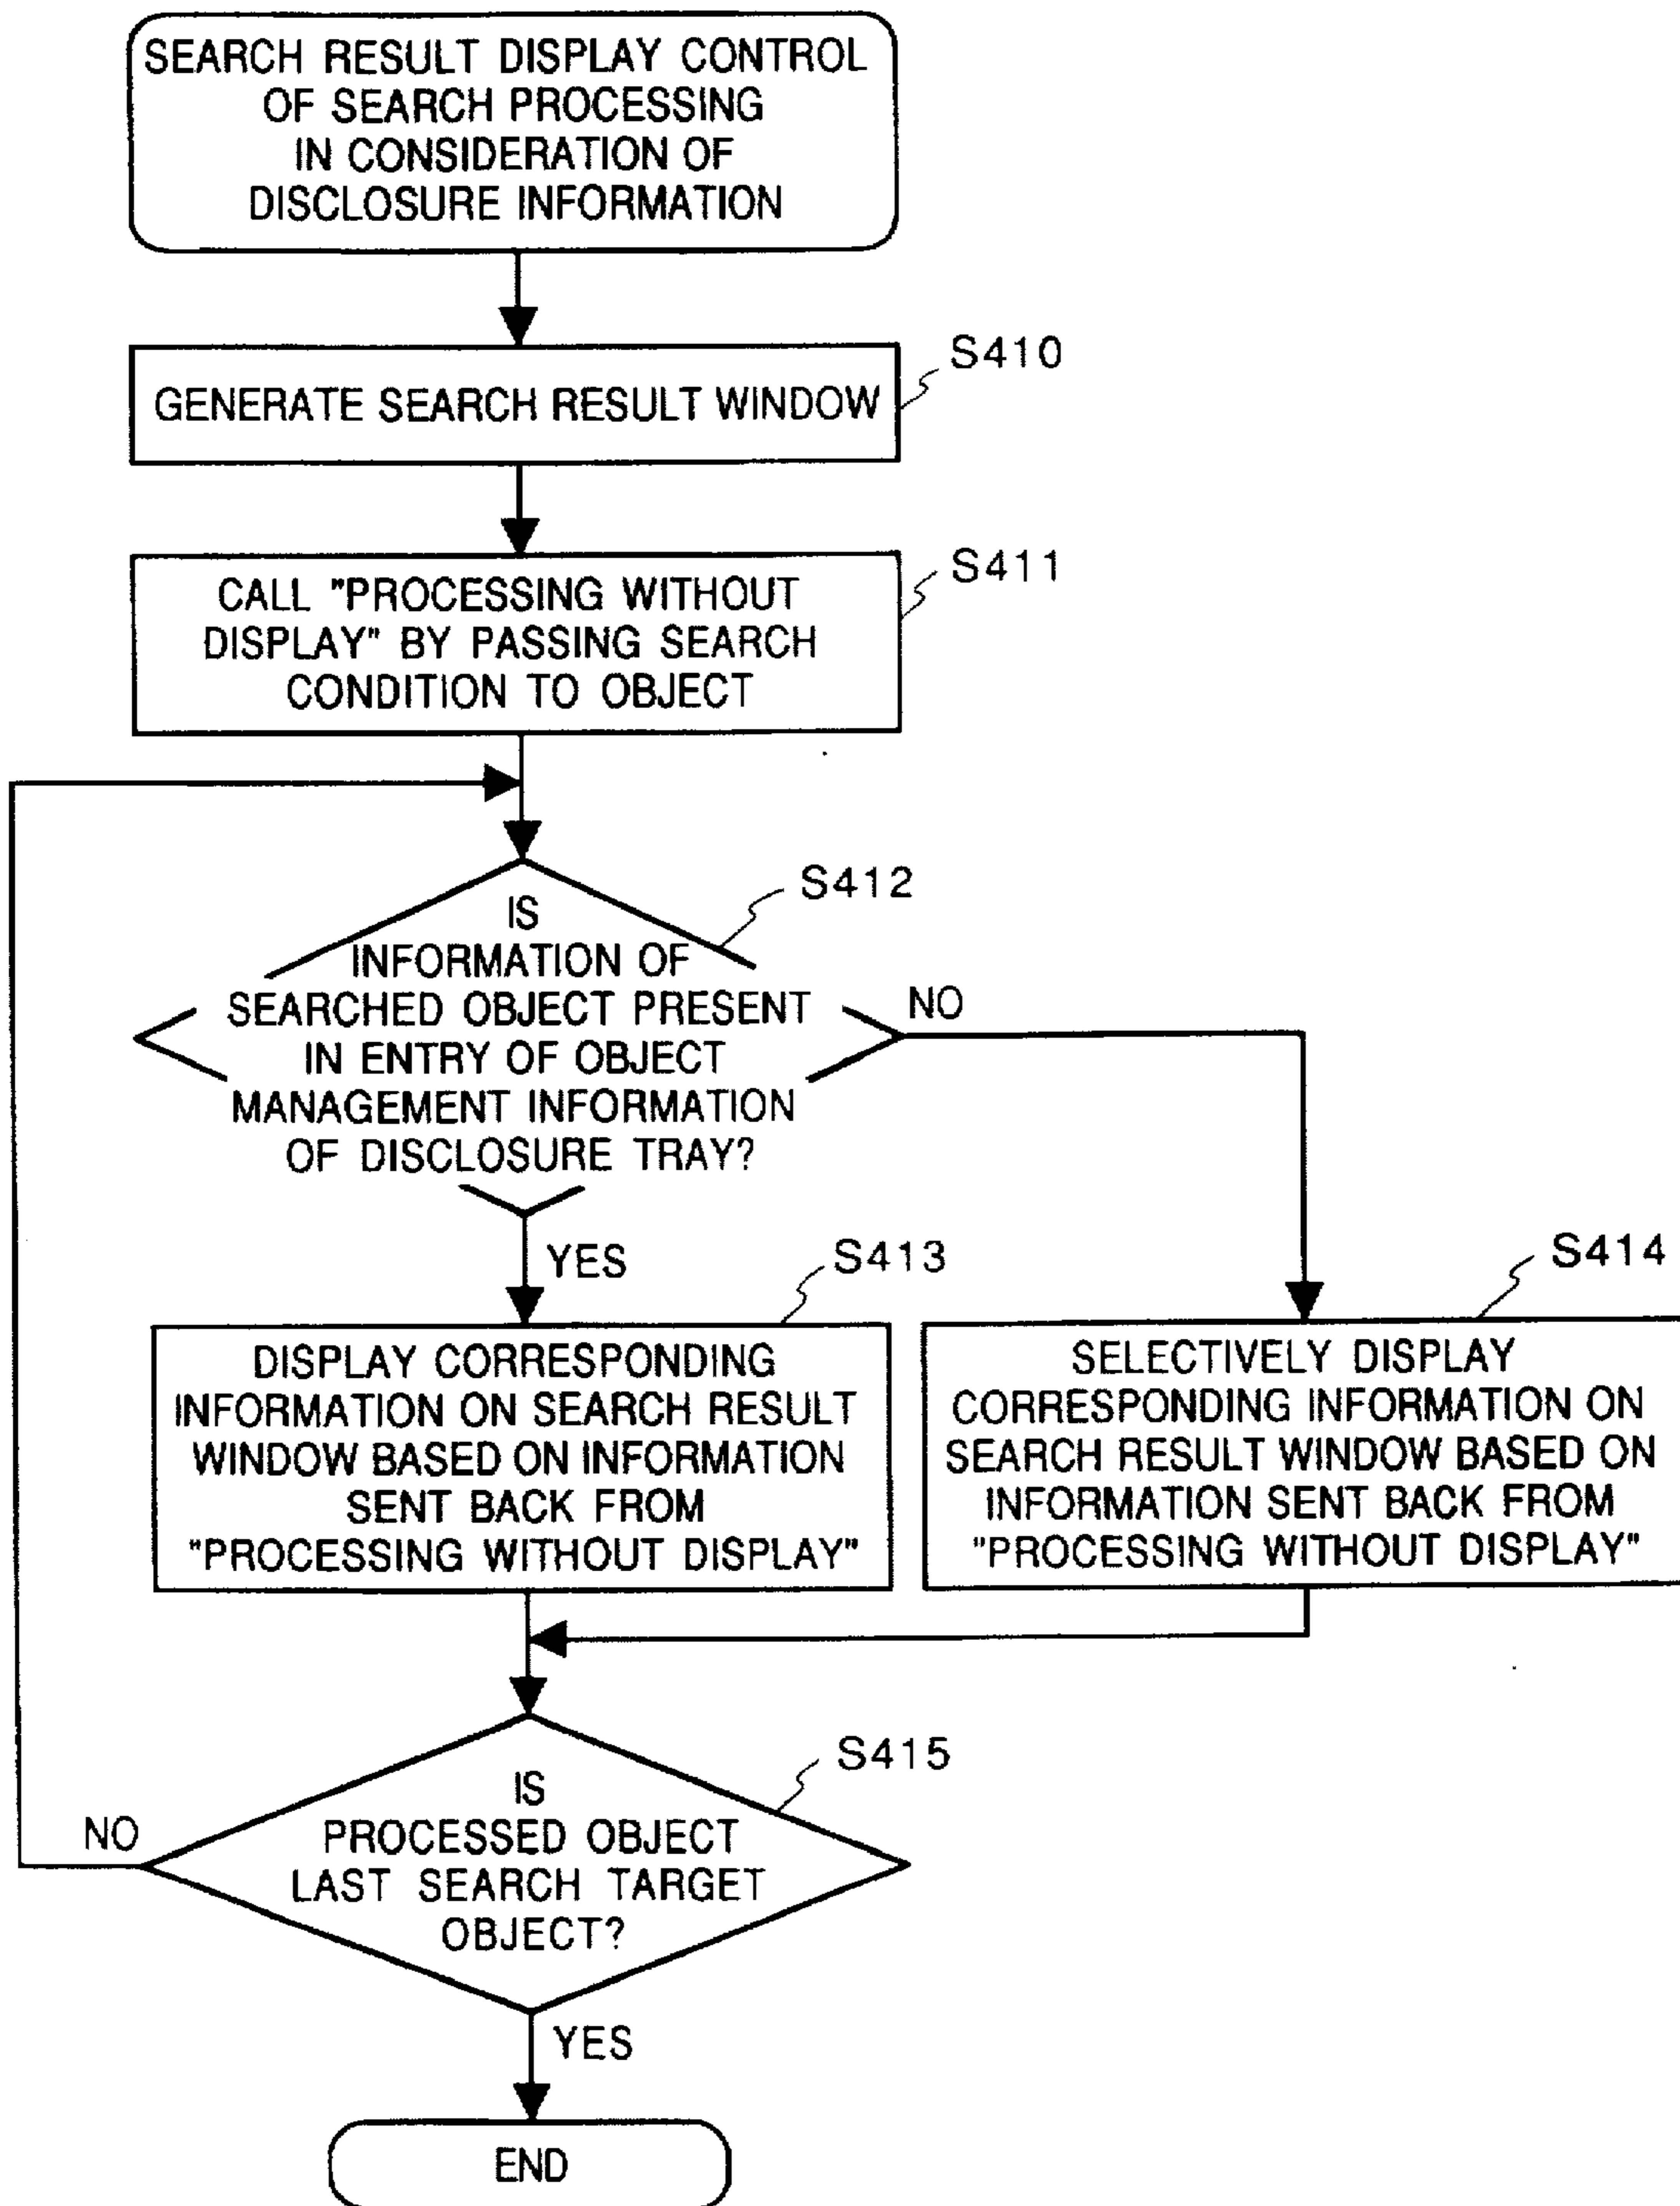 SEARCH RESULT DISPLAY CONTROL
OF SEARCH PROCESSING
IN CONSIDERATION OF
DISCLOSURE INFORMATION
S410
GENERATE SEARCH RESULT WINDOW
S411
CALL "PROCESSING WITHOUT
DISPLAY" BY PASSING SEARCH
CONDITION TO OBJECT
S412
IS
INFORMATION OF
SEARCHED OBJECT PRESENT
IN ENTRY OF OBJECT
MANAGEMENT INFORMATION
OF DISCLOSURE TRAY?
NO
YES
S413
DISPLAY CORRESPONDING
INFORMATION ON SEARCH RESULT
WINDOW BASED ON INFORMATION
SENT BACK FROM
"PROCESSING WITHOUT DISPLAY"
S414
SELECTIVELY DISPLAY
CORRESPONDING INFORMATION ON
SEARCH RESULT WINDOW BASED ON
INFORMATION SENT BACK FROM
"PROCESSING WITHOUT DISPLAY"
S415
IS
PROCESSED OBJECT
LAST SEARCH TARGET
OBJECT?
NO
YES
END